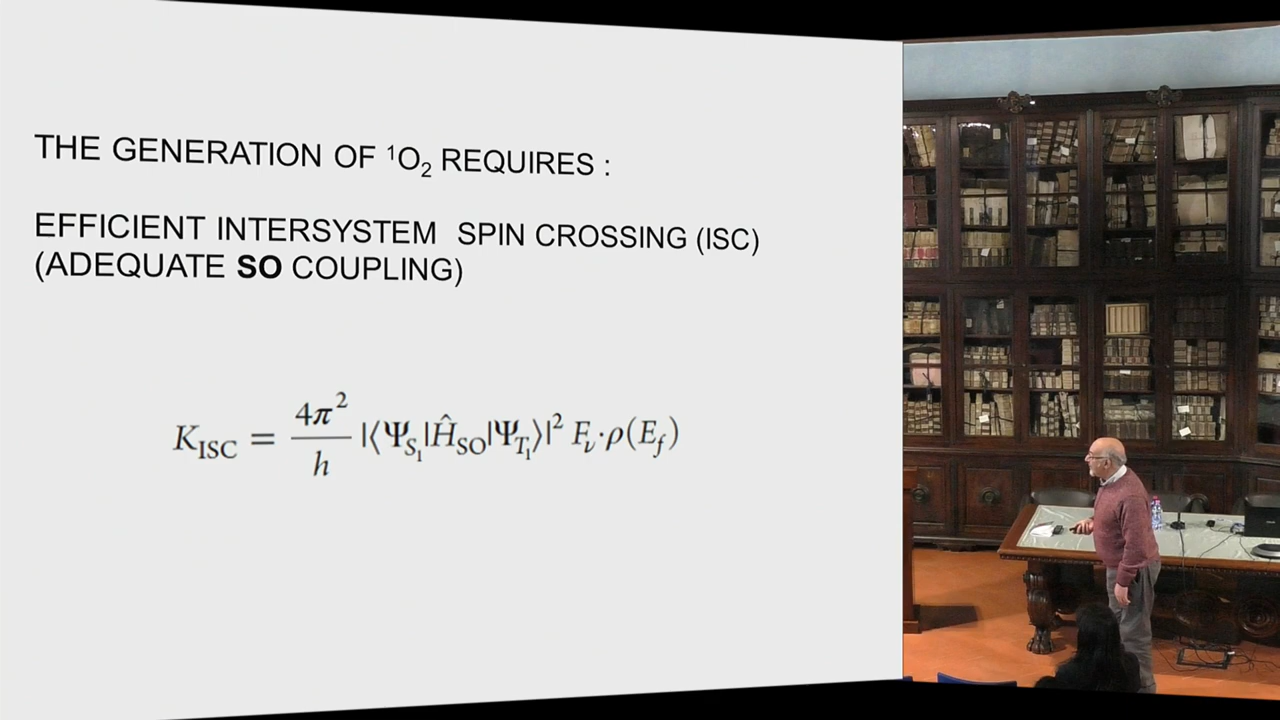 THE GENERATION OF ¹O₂ REQUIRES :
EFFICIENT INTERSYSTEM SPIN CROSSING (ISC)
(ADEQUATE SO COUPLING)
K_ISC = 4π²/h |⟨Ψ_S₁|Ĥ_SO|Ψ_T₁⟩|² F_ν·ρ(E_f)